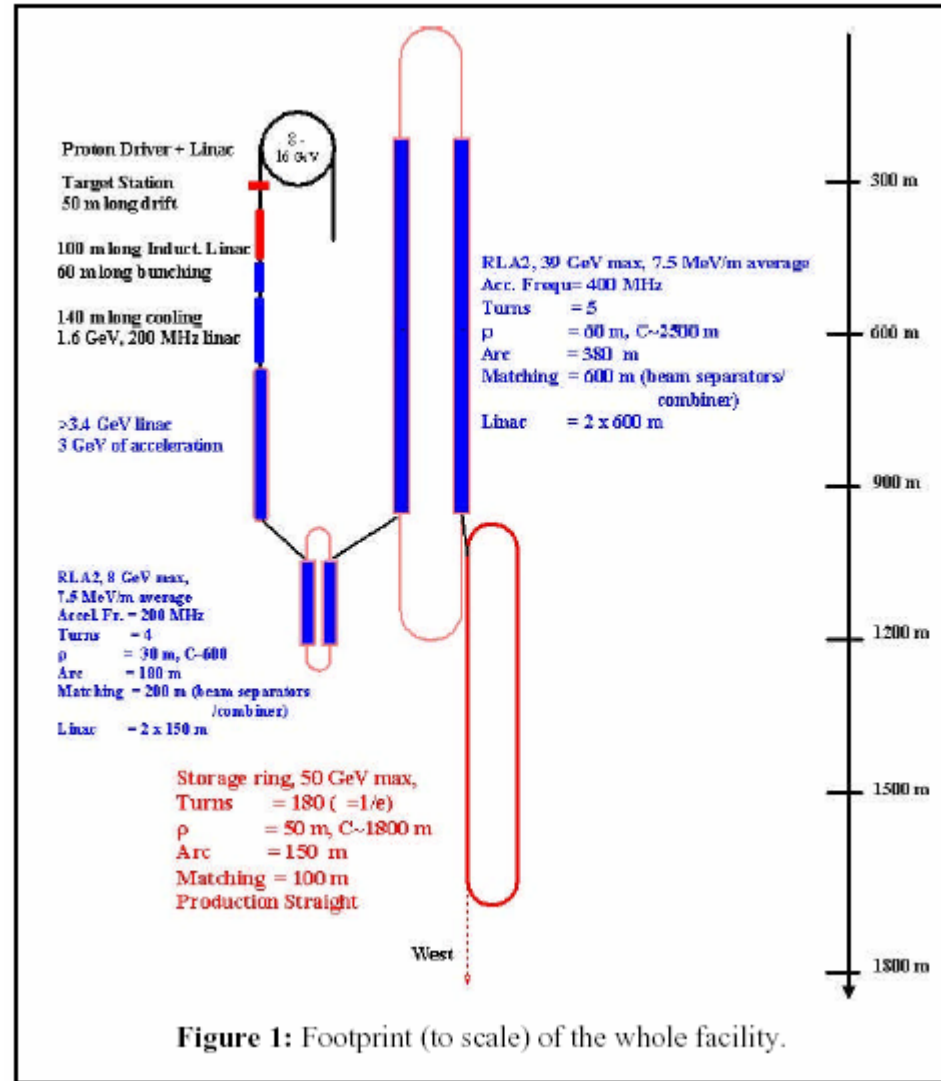 8 -
16 GeV
Proton Driver + Linac
Target Station
50 m long drift
100 m long Induct. Linac
60 m long bunching
140 m long cooling
1.6 GeV, 200 MHz linac
>3.4 GeV linac
3 GeV of acceleration
RLA2, 39 GeV max, 7.5 MeV/m average
Acc. Frequ= 400 MHz
Turns = 5
ρ = 60 m, C~2500 m
Arc = 380 m
Matching = 600 m (beam separators/
combiner)
Linac = 2 x 600 m
RLA2, 8 GeV max,
7.5 MeV/m average
Accel. Fr. = 200 MHz
Turns = 4
ρ = 30 m, C~600
Arc = 100 m
Matching = 200 m (beam separators
/combiner)
Linac = 2 x 150 m
Storage ring, 50 GeV max,
Turns = 180 ( =1/e)
ρ = 50 m, C~1800 m
Arc = 150 m
Matching = 100 m
Production Straight
West
300 m
600 m
900 m
1200 m
1500 m
1800 m
Figure 1: Footprint (to scale) of the whole facility.